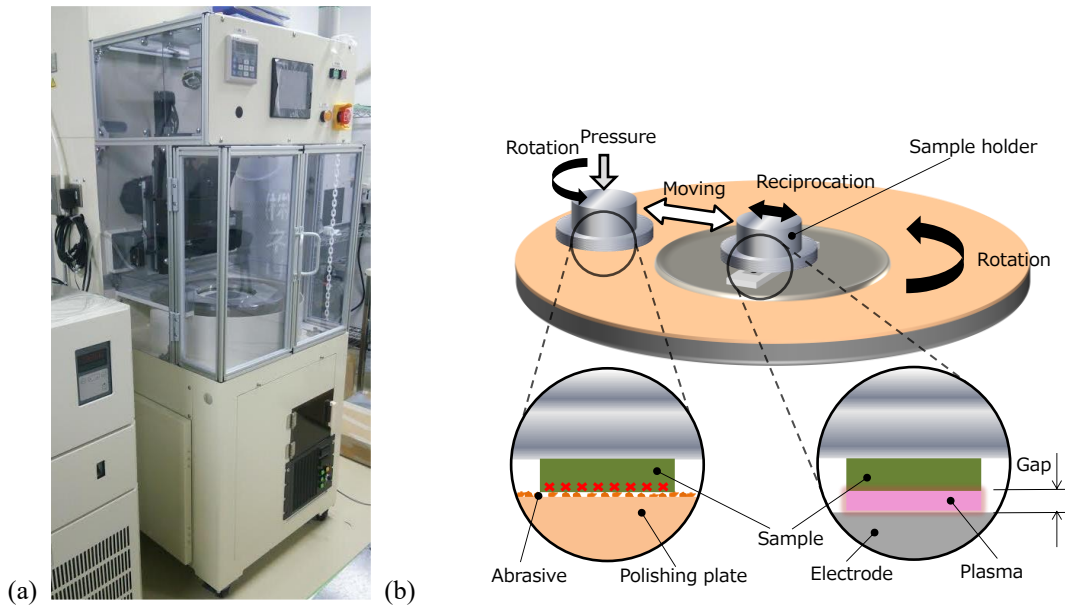 (a)
(b)
Pressure
Rotation
Sample holder
Moving
Reciprocation
Rotation
Gap
Sample
Abrasive
Polishing plate
Electrode
Plasma